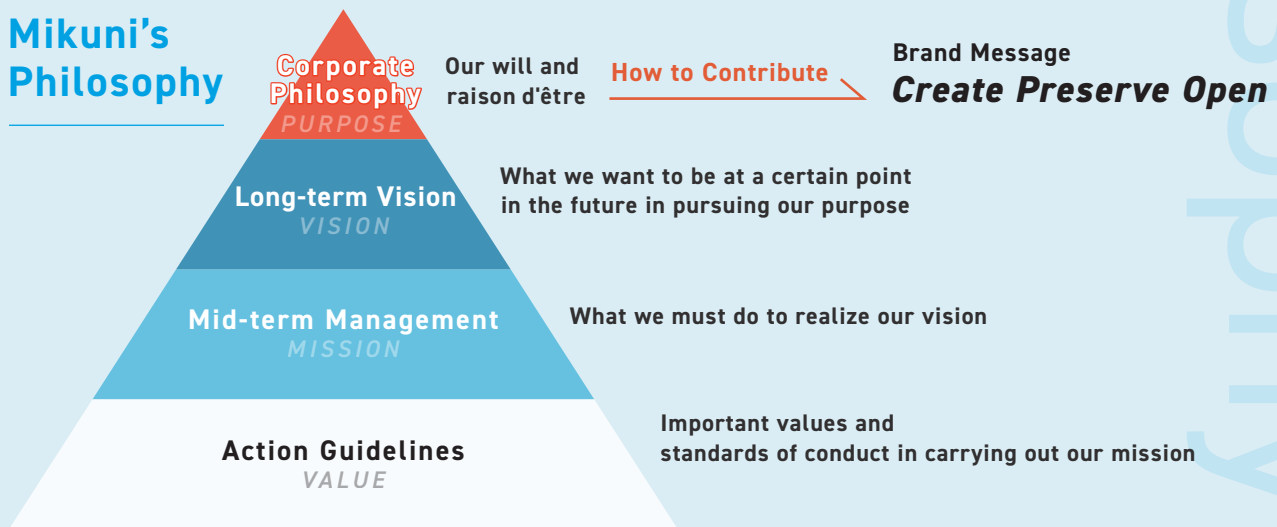 Mikuni's
Philosophy
Corporate
Philosophy
PURPOSE
Our will and
raison d'être
How to Contribute
Brand Message
Create Preserve Open
Long-term Vision
VISION
What we want to be at a certain point
in the future in pursuing our purpose
Mid-term Management
MISSION
What we must do to realize our vision
Action Guidelines
VALUE
Important values and
standards of conduct in carrying out our mission